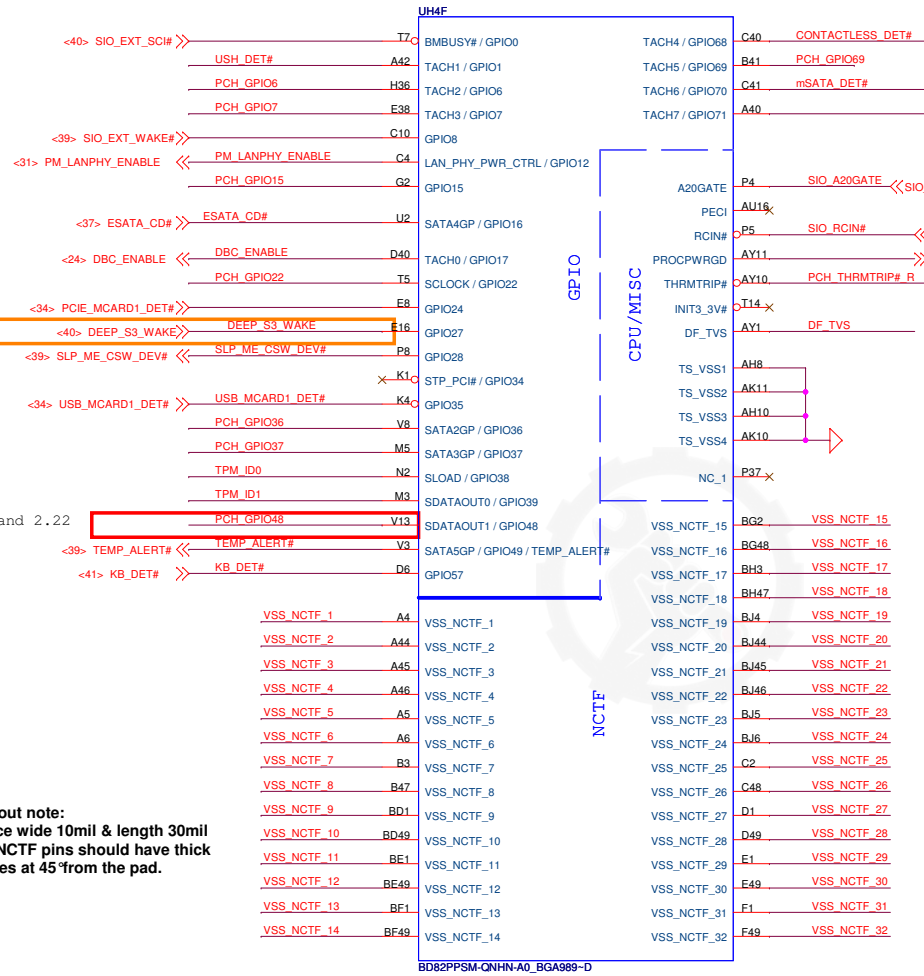 UH4F
<40> SIO_EXT_SCI# T7 BMBUSY# / GPIO0 TACH4 / GPIO68 C40 CONTACTLESS_DET#
USH_DET# A42 TACH1 / GPIO1 TACH5 / GPIO69 B41 PCH_GPIO69
PCH_GPIO6 H36 TACH2 / GPIO6 TACH6 / GPIO70 C41 mSATA_DET#
PCH_GPIO7 E38 TACH3 / GPIO7 TACH7 / GPIO71 A40
<39> SIO_EXT_WAKE# C10 GPIO8
<31> PM_LANPHY_ENABLE PM_LANPHY_ENABLE C4 LAN_PHY_PWR_CTRL / GPIO12
PCH_GPIO15 G2 GPIO15 A20GATE P4 SIO_A20GATE SIO
PECI AU16
<37> ESATA_CD# ESATA_CD# U2 SATA4GP / GPIO16 RCIN# P5 SIO_RCIN#
<24> DBC_ENABLE DBC_ENABLE D40 TACH0 / GPIO17 PROCPWRGD AY11
PCH_GPIO22 T5 SCLOCK / GPIO22 THRMTRIP# AY10 PCH_THRMTRIP#_R
GPIO
CPU/MISC
<34> PCIE_MCARD1_DET# E8 GPIO24 INIT3_3V# T14
<40> DEEP_S3_WAKE DEEP_S3_WAKE E16 GPIO27 DF_TVS AY1 DF_TVS
<39> SLP_ME_CSW_DEV# SLP_ME_CSW_DEV# P8 GPIO28
K1 STP_PCI# / GPIO34 TS_VSS1 AH8
<34> USB_MCARD1_DET# USB_MCARD1_DET# K4 GPIO35 TS_VSS2 AK11
PCH_GPIO36 V8 SATA2GP / GPIO36 TS_VSS3 AH10
PCH_GPIO37 M5 SATA3GP / GPIO37 TS_VSS4 AK10
TPM_ID0 N2 SLOAD / GPIO38 NC_1 P37
TPM_ID1 M3 SDATAOUT0 / GPIO39
and 2.22 PCH_GPIO48 V13 SDATAOUT1 / GPIO48 VSS_NCTF_15 BG2 VSS_NCTF_15
<39> TEMP_ALERT# TEMP_ALERT# V3 SATA5GP / GPIO49 / TEMP_ALERT# VSS_NCTF_16 BG48 VSS_NCTF_16
<41> KB_DET# KB_DET# D6 GPIO57 VSS_NCTF_17 BH3 VSS_NCTF_17
VSS_NCTF_18 BH47 VSS_NCTF_18
VSS_NCTF_1 A4 VSS_NCTF_1 VSS_NCTF_19 BJ4 VSS_NCTF_19
VSS_NCTF_2 A44 VSS_NCTF_2 VSS_NCTF_20 BJ44 VSS_NCTF_20
VSS_NCTF_3 A45 VSS_NCTF_3 VSS_NCTF_21 BJ45 VSS_NCTF_21
VSS_NCTF_4 A46 VSS_NCTF_4 VSS_NCTF_22 BJ46 VSS_NCTF_22
NCTF
VSS_NCTF_5 A5 VSS_NCTF_5 VSS_NCTF_23 BJ5 VSS_NCTF_23
VSS_NCTF_6 A6 VSS_NCTF_6 VSS_NCTF_24 BJ6 VSS_NCTF_24
VSS_NCTF_7 B3 VSS_NCTF_7 VSS_NCTF_25 C2 VSS_NCTF_25
VSS_NCTF_8 B47 VSS_NCTF_8 VSS_NCTF_26 C48 VSS_NCTF_26
VSS_NCTF_9 BD1 VSS_NCTF_9 VSS_NCTF_27 D1 VSS_NCTF_27
VSS_NCTF_10 BD49 VSS_NCTF_10 VSS_NCTF_28 D49 VSS_NCTF_28
VSS_NCTF_11 BE1 VSS_NCTF_11 VSS_NCTF_29 E1 VSS_NCTF_29
VSS_NCTF_12 BE49 VSS_NCTF_12 VSS_NCTF_30 E49 VSS_NCTF_30
VSS_NCTF_13 BF1 VSS_NCTF_13 VSS_NCTF_31 F1 VSS_NCTF_31
VSS_NCTF_14 BF49 VSS_NCTF_14 VSS_NCTF_32 F49 VSS_NCTF_32
out note:
ce wide 10mil & length 30mil
NCTF pins should have thick
es at 45°from the pad.
BD82PPSM-QNHN-A0_BGA989~D